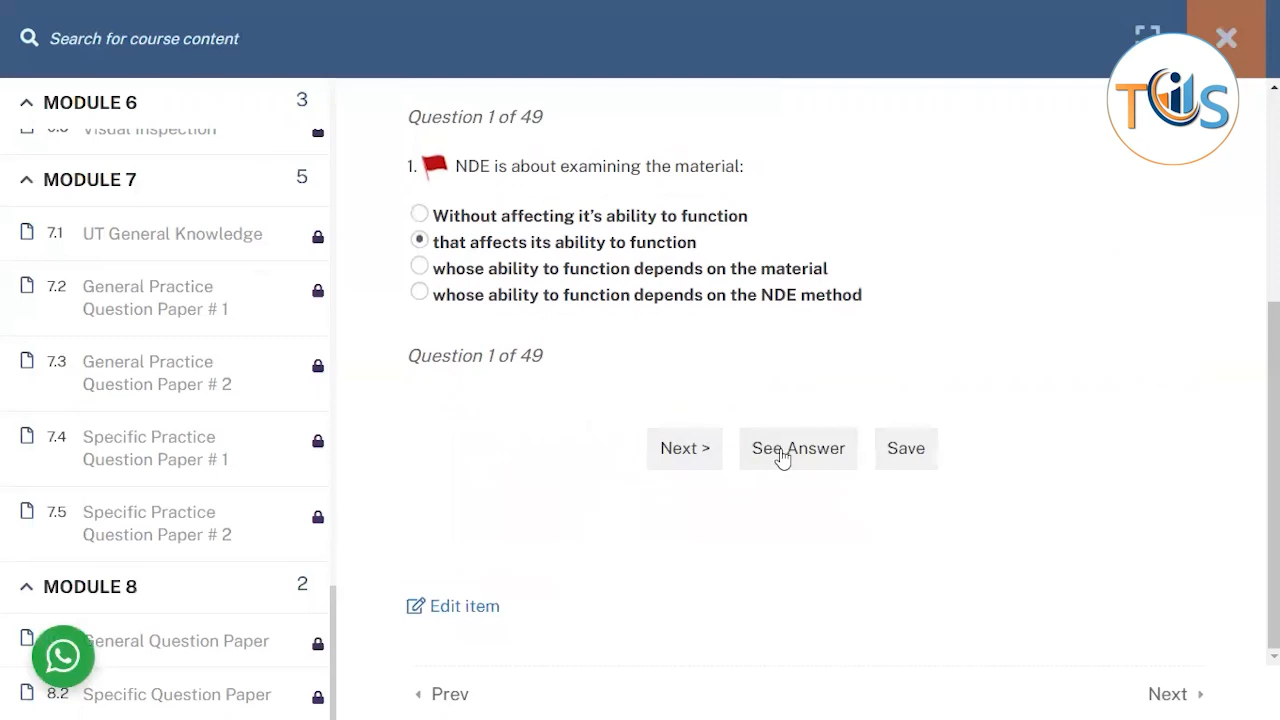 Search for course content
TCTS
MODULE 6 3
Visual Inspection
MODULE 7 5
7.1 UT General Knowledge
7.2 General Practice
Question Paper # 1
7.3 General Practice
Question Paper # 2
7.4 Specific Practice
Question Paper # 1
7.5 Specific Practice
Question Paper # 2
MODULE 8 2
General Question Paper
8.2 Specific Question Paper
Question 1 of 49
1. NDE is about examining the material:
Without affecting it’s ability to function
that affects its ability to function
whose ability to function depends on the material
whose ability to function depends on the NDE method
Question 1 of 49
Next >
See Answer
Save
Edit item
Prev
Next